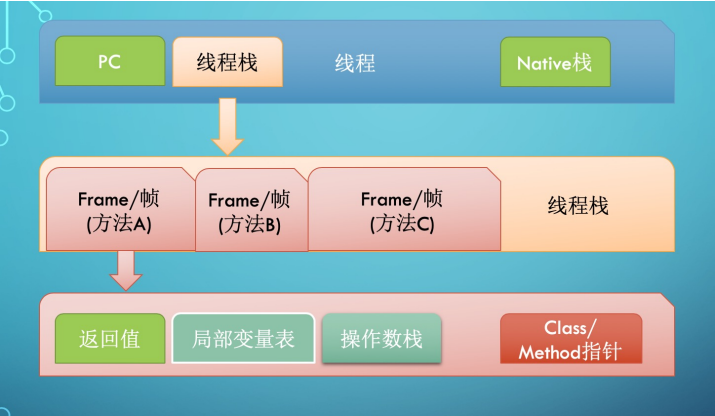 PC
线程栈
线程
Native栈
Frame/帧
(方法A)
Frame/帧
(方法B)
Frame/帧
(方法C)
线程栈
返回值
局部变量表
操作数栈
Class/
Method指针